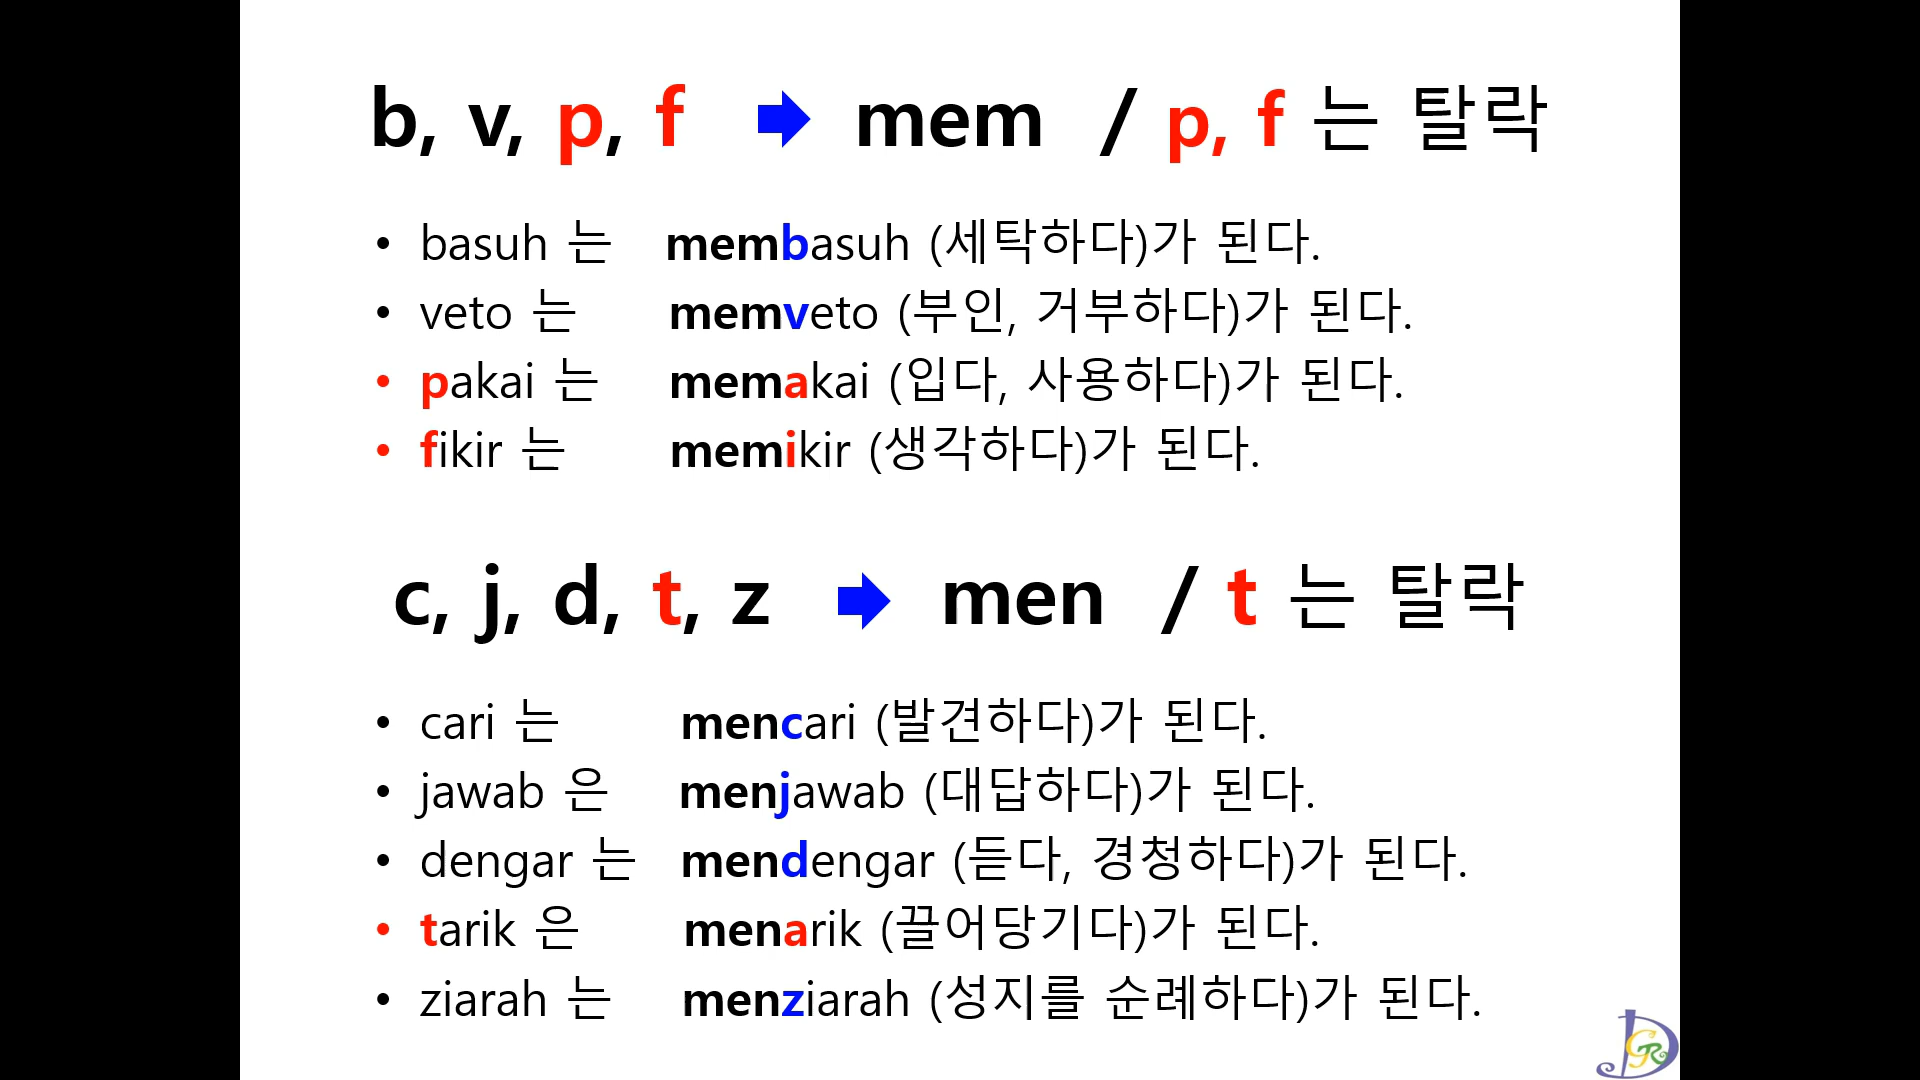 b, v, p, f ➡ mem / p, f 는 탈락
• basuh 는 membasuh (세탁하다)가 된다.
• veto 는 memveto (부인, 거부하다)가 된다.
• pakai 는 memakai (입다, 사용하다)가 된다.
• fikir 는 memikir (생각하다)가 된다.
c, j, d, t, z ➡ men / t 는 탈락
• cari 는 mencari (발견하다)가 된다.
• jawab 은 menjawab (대답하다)가 된다.
• dengar 는 mendengar (듣다, 경청하다)가 된다.
• tarik 은 menarik (끌어당기다)가 된다.
• ziarah 는 menziarah (성지를 순례하다)가 된다.